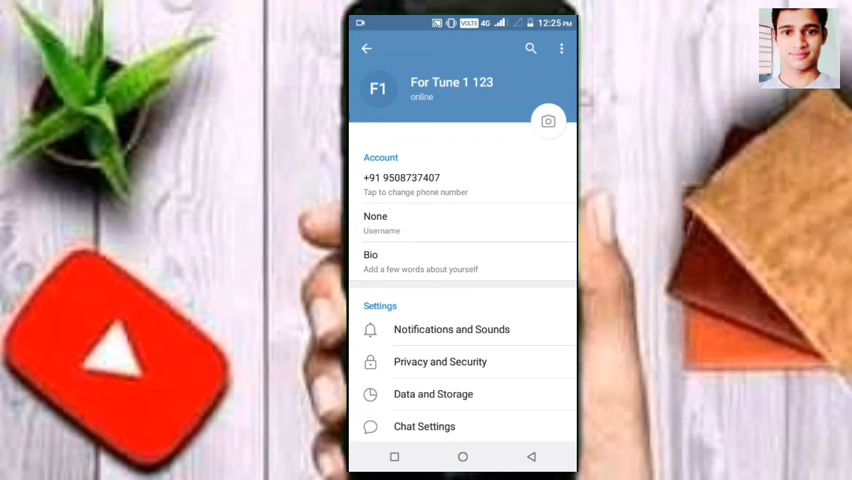 VOLTE 4G 12:25 PM
F1
For Tune 1 123
online
Account
+91 9508737407
Tap to change phone number
None
Username
Bio
Add a few words about yourself
Settings
Notifications and Sounds
Privacy and Security
Data and Storage
Chat Settings